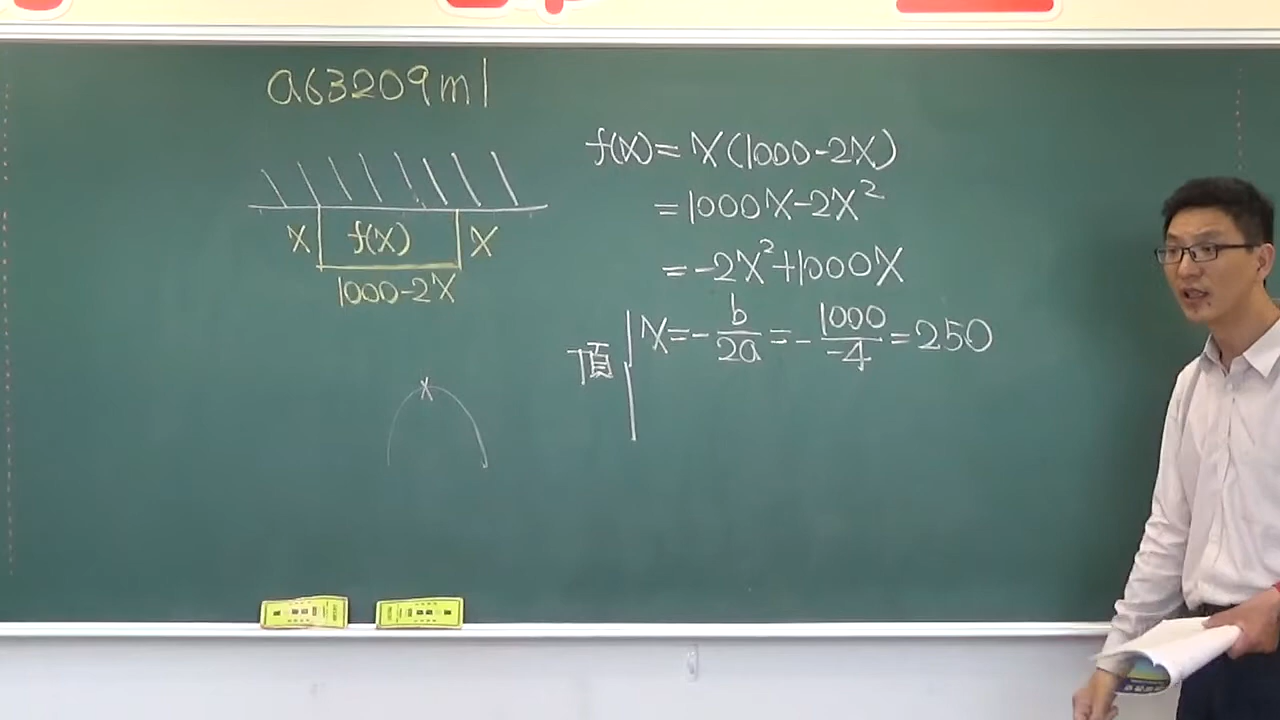 a63209ml
X f(X) X
1000-2X
f(X)= X(1000-2X)
=1000X-2X²
=-2X²+1000X
頂 X=-b/2a=-1000/-4=250